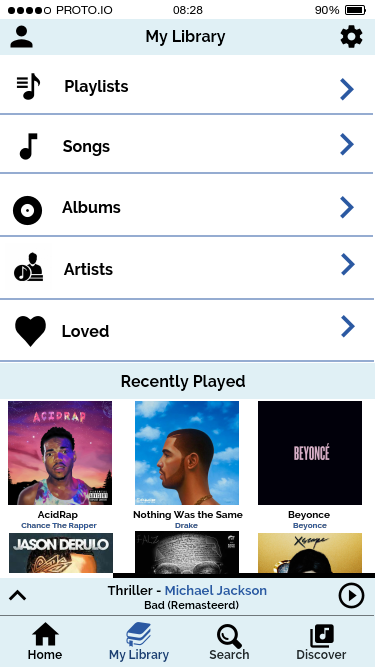 PROTO.IO 08:28 90%
My Library
Playlists
Songs
Albums
Artists
Loved
Recently Played
ACIDRAP
BEYONCÉ
AcidRap Nothing Was the Same Beyonce
Chance The Rapper Drake Beyonce
JASON DERULO Xscape
Thriller - Michael Jackson
Bad (Remasteerd)
Home My Library Search Discover